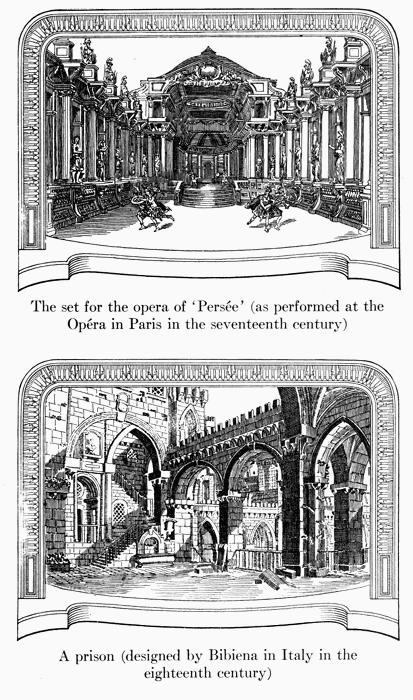 The set for the opera of ‘Persée’ (as performed at the
Opéra in Paris in the seventeenth century)
A prison (designed by Bibiena in Italy in the
eighteenth century)